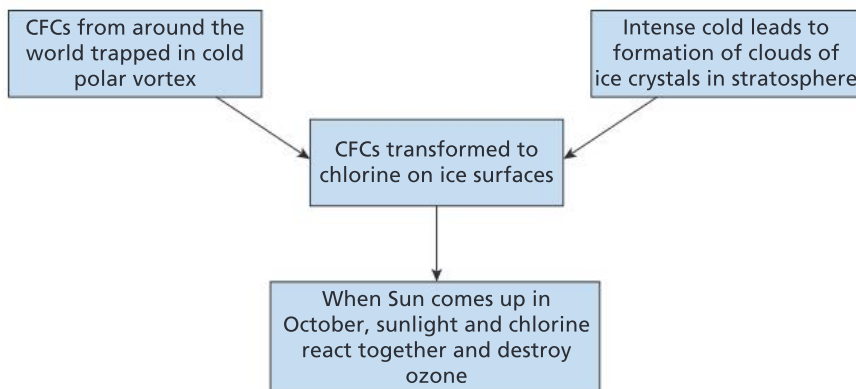 CFCs from around the
world trapped in cold
polar vortex
Intense cold leads to
formation of clouds of
ice crystals in stratosphere
CFCs transformed to
chlorine on ice surfaces
When Sun comes up in
October, sunlight and chlorine
react together and destroy
ozone